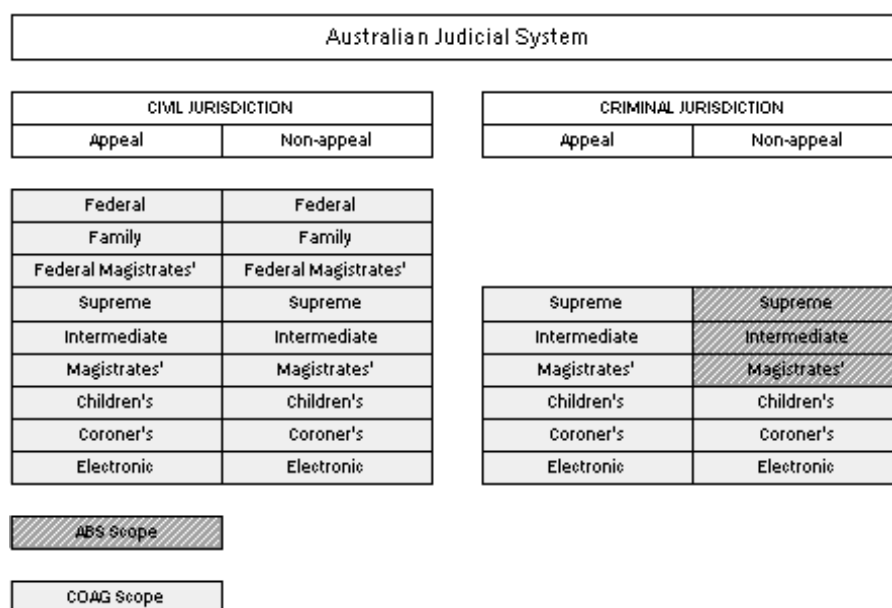 Australian Judicial System
CIVIL JURISDICTION CRIMINAL JURISDICTION
Appeal Non-appeal Appeal Non-appeal
Federal Federal
Family Family
Federal Magistrates' Federal Magistrates'
Supreme Supreme Supreme Supreme
Intermediate Intermediate Intermediate Intermediate
Magistrates' Magistrates' Magistrates' Magistrates'
Children's Children's Children's Children's
Coroner's Coroner's Coroner's Coroner's
Electronic Electronic Electronic Electronic
ABS Scope
COAG Scope